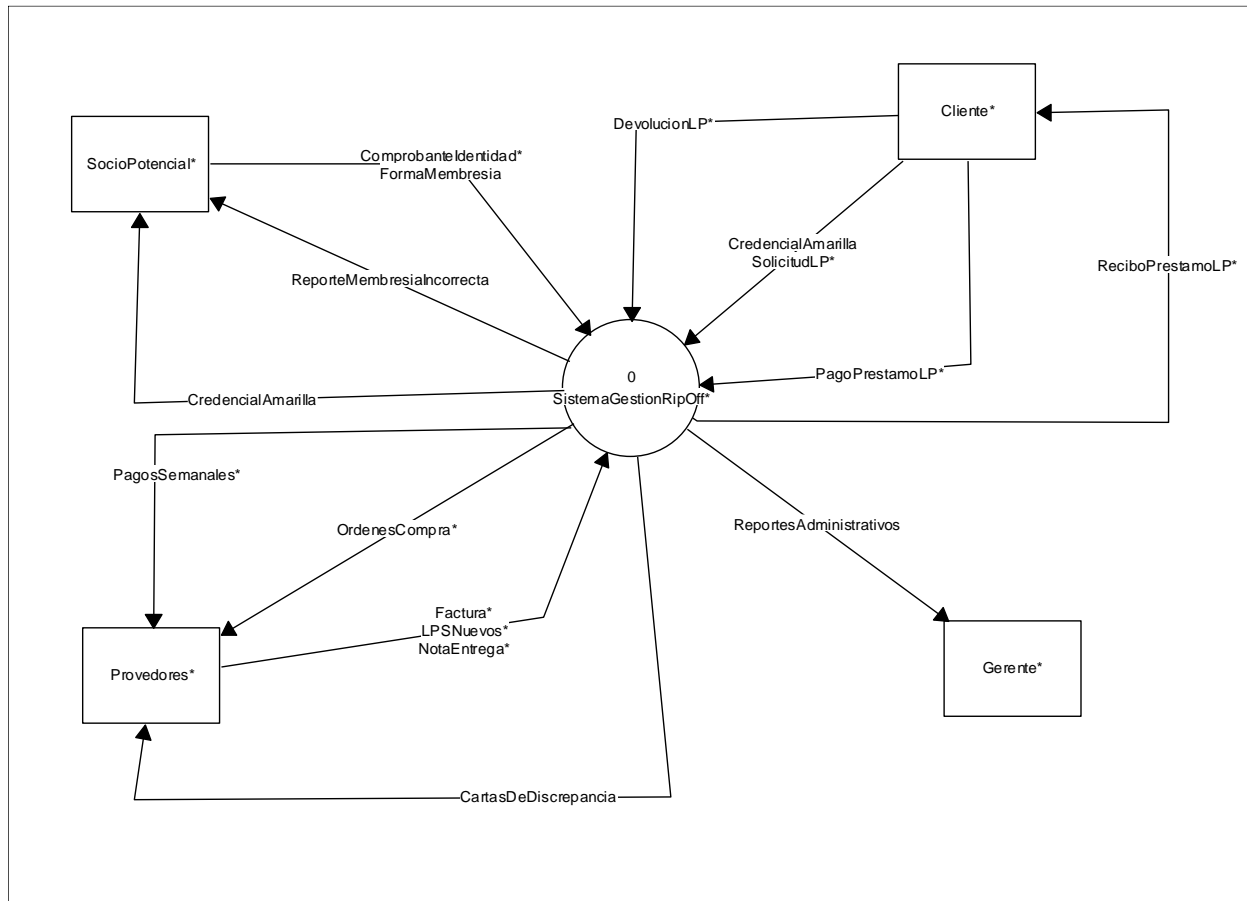 Cliente*
DevolucionLP*
SocioPotencial*
ComprobanteIdentidad*
FormaMembresia
CredencialAmarilla
SolicitudLP*
ReciboPrestamoLP*
ReporteMembresiaIncorrecta
0
SistemaGestionRipOff*
PagoPrestamoLP*
CredencialAmarilla
PagosSemanales*
OrdenesCompra*
ReportesAdministrativos
Factura*
LPSNuevos*
NotaEntrega*
Provedores*
Gerente*
CartasDeDiscrepancia